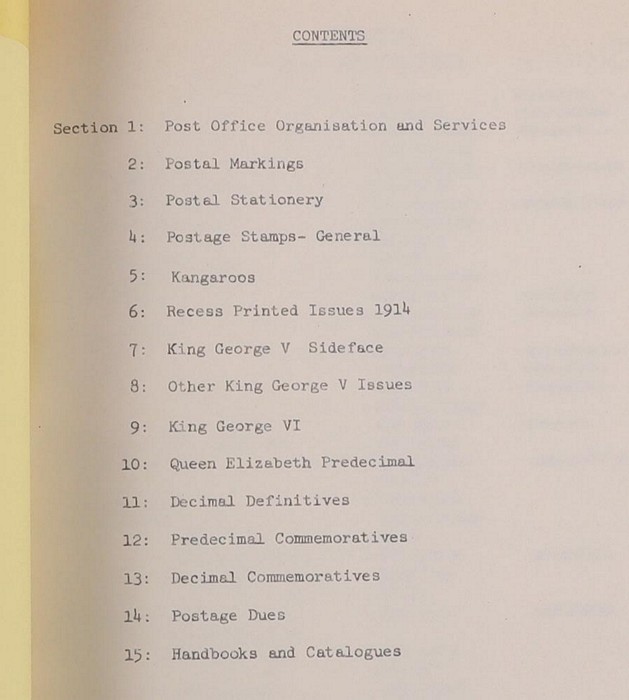 CONTENTS
Section 1: Post Office Organisation and Services
2: Postal Markings
3: Postal Stationery
4: Postage Stamps- General
5: Kangaroos
6: Recess Printed Issues 1914
7: King George V Sideface
8: Other King George V Issues
9: King George VI
10: Queen Elizabeth Predecimal
11: Decimal Definitives
12: Predecimal Commemoratives
13: Decimal Commemoratives
14: Postage Dues
15: Handbooks and Catalogues